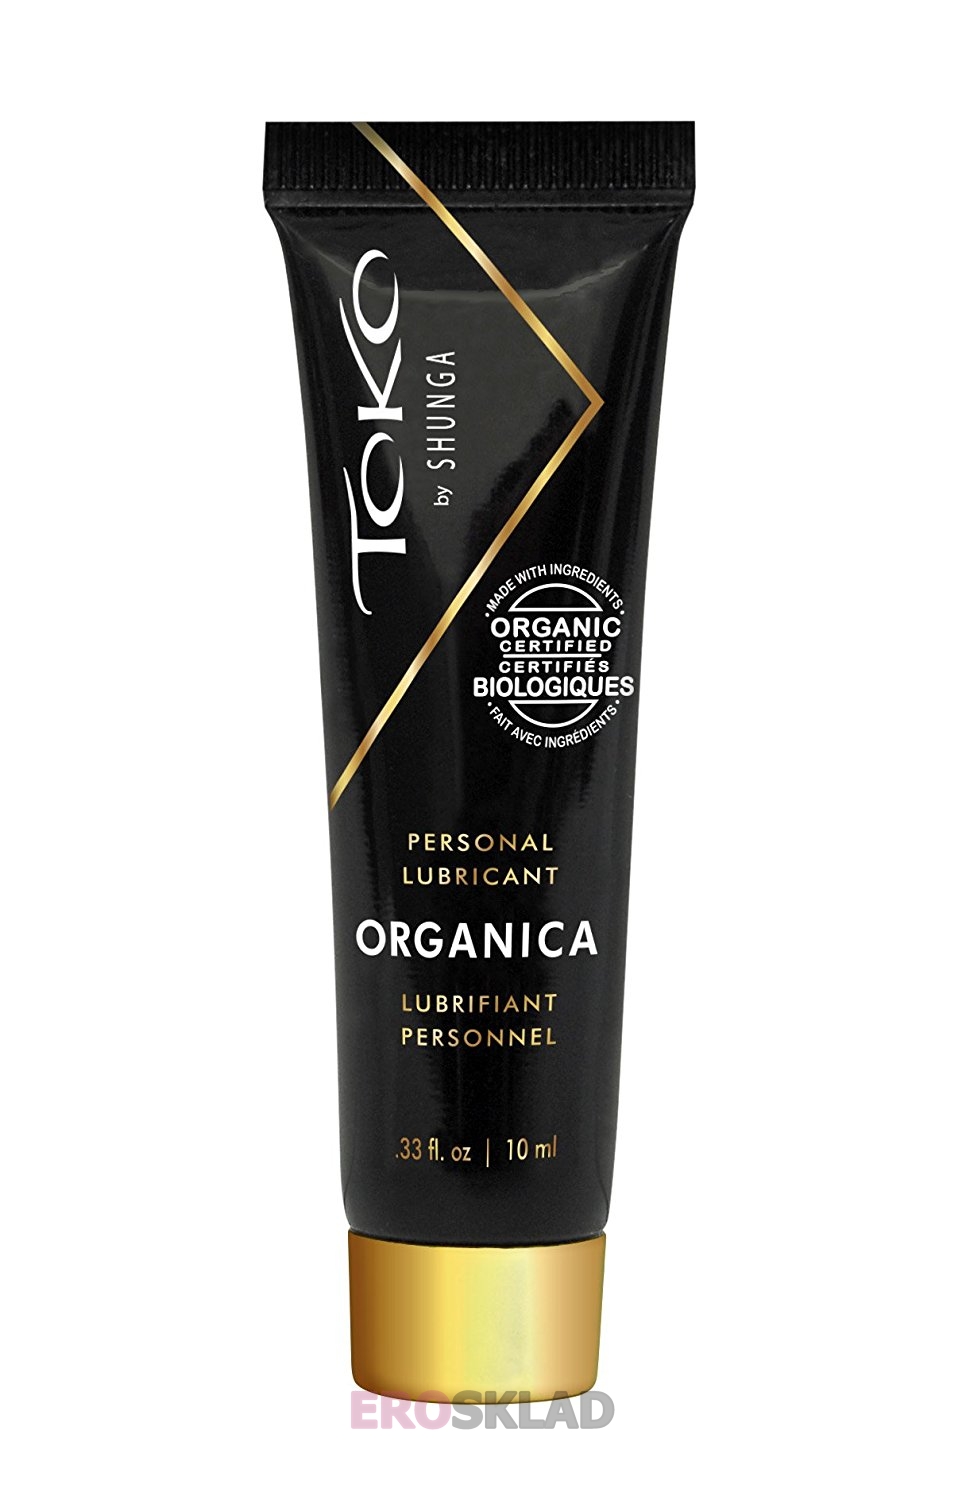 TOKO
by SHUNGA
· MADE WITH INGREDIENTS ·
ORGANIC
CERTIFIED
CERTIFIÉS
BIOLOGIQUES
· FAIT AVEC INGRÉDIENTS ·
PERSONAL
LUBRICANT
ORGANICA
LUBRIFIANT
PERSONNEL
.33 fl. oz | 10 ml
EROSKLAD